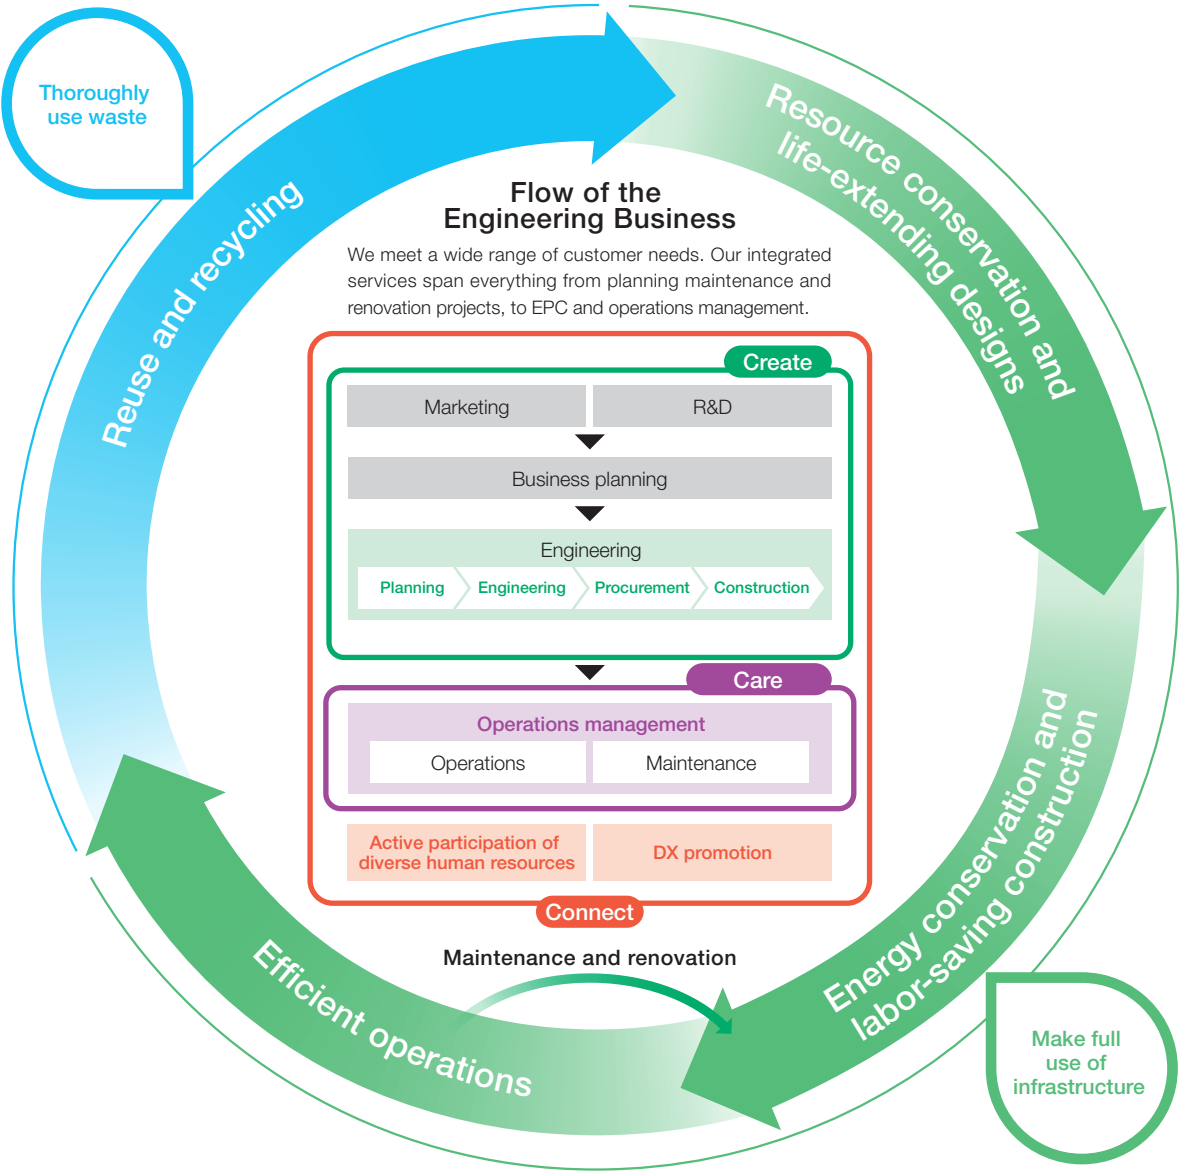 Thoroughly
use waste
Resource conservation and
life-extending designs
Reuse and recycling
Flow of the
Engineering Business
We meet a wide range of customer needs. Our integrated
services span everything from planning maintenance and
renovation projects, to EPC and operations management.
Create
Marketing
R&D
Business planning
Engineering
Planning
Engineering
Procurement
Construction
Care
Operations management
Operations
Maintenance
Active participation of
diverse human resources
DX promotion
Connect
Maintenance and renovation
Energy conservation and
labor-saving construction
Efficient operations
Make full
use of
infrastructure